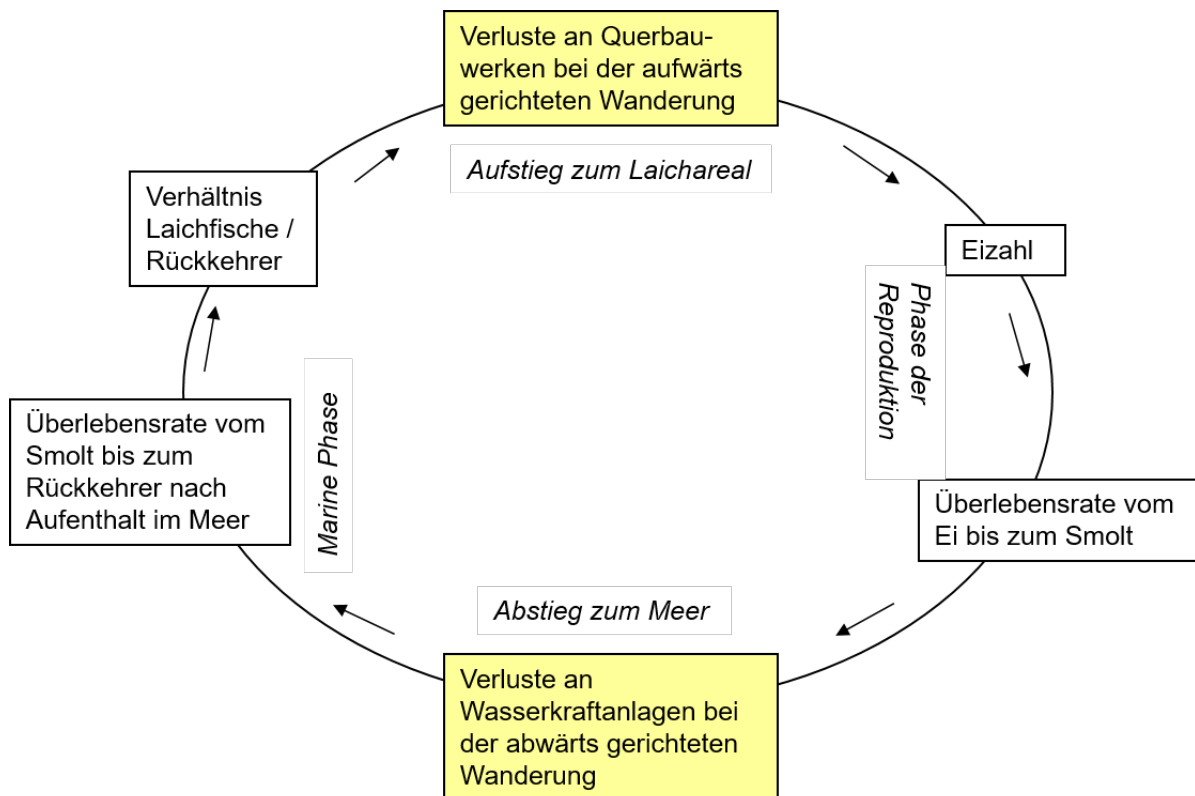 Verluste an Querbau-
werken bei der aufwärts
gerichteten Wanderung
Aufstieg zum Laichareal
Verhältnis
Laichfische /
Rückkehrer
Eizahl
Phase der
Reproduktion
Marine Phase
Überlebensrate vom
Smolt bis zum
Rückkehrer nach
Aufenthalt im Meer
Überlebensrate vom
Ei bis zum Smolt
Abstieg zum Meer
Verluste an
Wasserkraftanlagen bei
der abwärts gerichteten
Wanderung